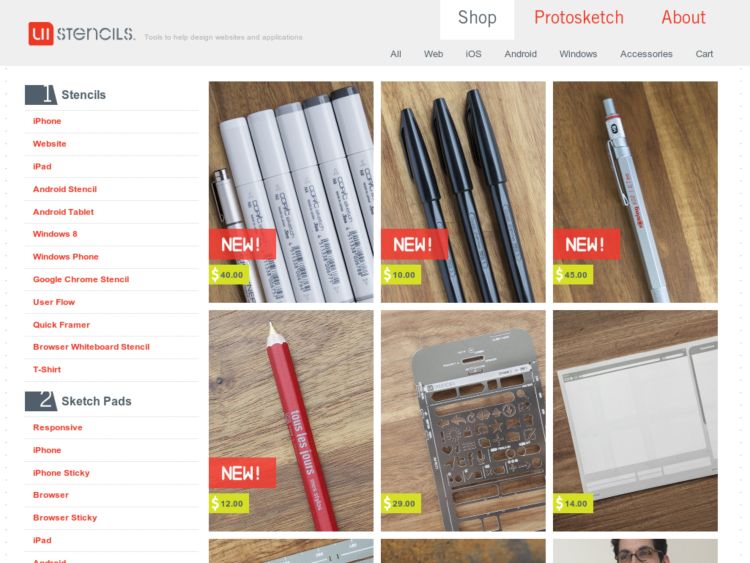 UI STENCILS
Tools to help design websites and applications
Shop
Protosketch
About
All
Web
iOS
Android
Windows
Accessories
Cart
1 Stencils
iPhone
Website
iPad
Android Stencil
Android Tablet
Windows 8
Windows Phone
Google Chrome Stencil
User Flow
Quick Framer
Browser Whiteboard Stencil
T-Shirt
2 Sketch Pads
Responsive
iPhone
iPhone Sticky
Browser
Browser Sticky
iPad
Android
NEW!
$40.00
NEW!
$10.00
NEW!
$45.00
tous les jours
NEW!
$12.00
$29.00
$14.00